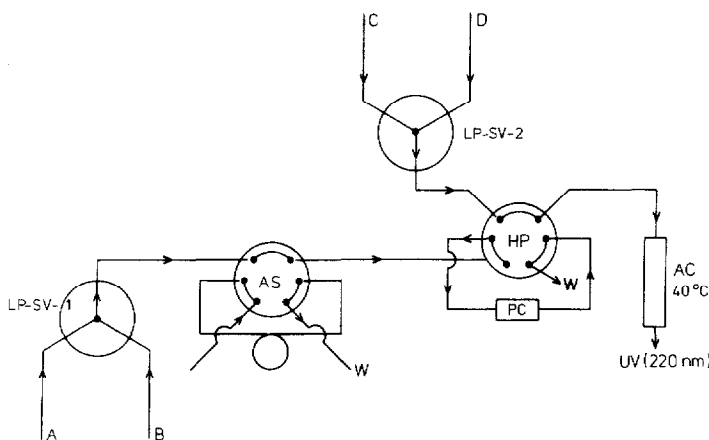 C
D
LP-SV-2
HP
W
PC
AC
40°C
UV (220 nm)
AS
LP-SV-1
W
A
B